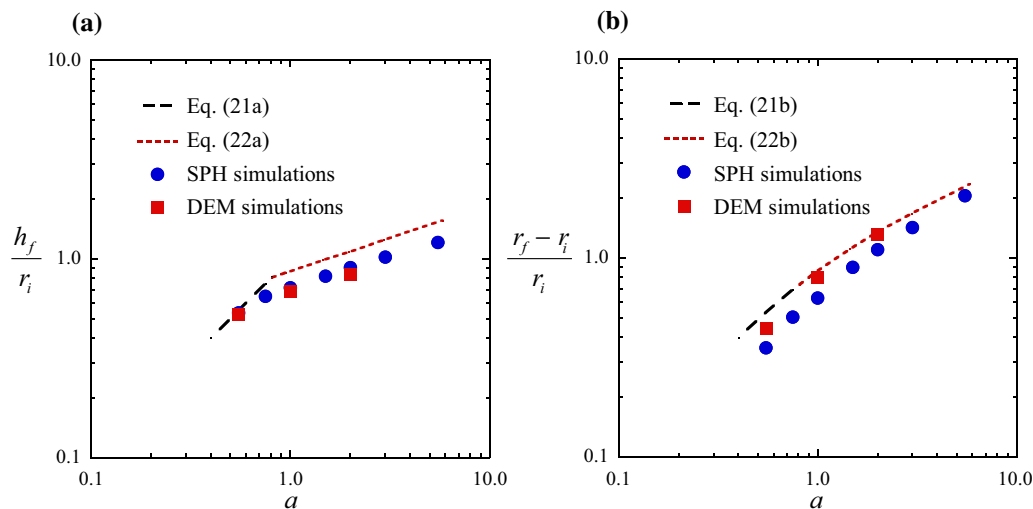 (a)
10.0
Eq. (21a)
Eq. (22a)
SPH simulations
DEM simulations
h_f
r_i
1.0
0.1
0.1 1.0 10.0
a
(b)
10.0
Eq. (21b)
Eq. (22b)
SPH simulations
DEM simulations
r_f − r_i
r_i
1.0
0.1
0.1 1.0 10.0
a